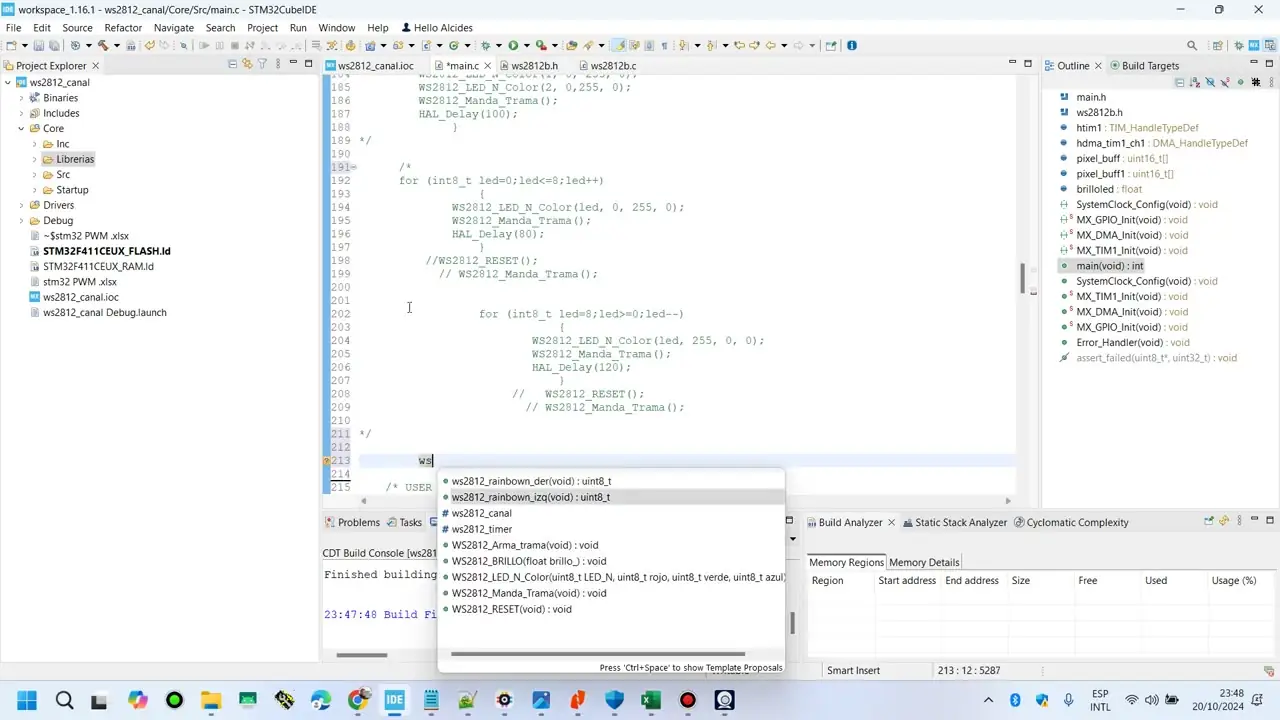 workspace_1.16.1 - ws2812_canal/Core/Src/main.c - STM32CubeIDE
File Edit Source Refactor Navigate Search Project Run Window Help Hello Alcides
Project Explorer
ws2812_canal
Binaries
Includes
Core
Inc
Librerias
Src
Startup
Drivers
Debug
~$stm32 PWM .xlsx
STM32F411CEUX_FLASH.ld
STM32F411CEUX_RAM.ld
stm32 PWM .xlsx
ws2812_canal.ioc
ws2812_canal Debug.launch
ws2812_canal.ioc *main.c ws2812b.h ws2812b.c
184 WS2812_LED_N_Color(1, 0, 255, 0);
185 WS2812_LED_N_Color(2, 0,255, 0);
186 WS2812_Manda_Trama();
187 HAL_Delay(100);
188 }
189 */
190
191 /*
192 for (int8_t led=0;led<=8;led++)
193 {
194 WS2812_LED_N_Color(led, 0, 255, 0);
195 WS2812_Manda_Trama();
196 HAL_Delay(80);
197 }
198 //WS2812_RESET();
199 // WS2812_Manda_Trama();
200
201
202 for (int8_t led=8;led>=0;led--)
203 {
204 WS2812_LED_N_Color(led, 255, 0, 0);
205 WS2812_Manda_Trama();
206 HAL_Delay(120);
207 }
208 // WS2812_RESET();
209 // WS2812_Manda_Trama();
210
211 */
212
213 ws
214
215 /* USER
ws2812_rainbown_der(void) : uint8_t
ws2812_rainbown_izq(void) : uint8_t
ws2812_canal
ws2812_timer
WS2812_Arma_trama(void) : void
WS2812_BRILLO(float brillo_) : void
WS2812_LED_N_Color(uint8_t LED_N, uint8_t rojo, uint8_t verde, uint8_t azul)
WS2812_Manda_Trama(void) : void
WS2812_RESET(void) : void
Press 'Ctrl+Space' to show Template Proposals
Outline Build Targets
main.h
ws2812b.h
htim1 : TIM_HandleTypeDef
hdma_tim1_ch1 : DMA_HandleTypeDef
pixel_buff : uint16_t[]
pixel_buff1 : uint16_t[]
brilloled : float
SystemClock_Config(void) : void
MX_GPIO_Init(void) : void
MX_DMA_Init(void) : void
MX_TIM1_Init(void) : void
main(void) : int
SystemClock_Config(void) : void
MX_TIM1_Init(void) : void
MX_DMA_Init(void) : void
MX_GPIO_Init(void) : void
Error_Handler(void) : void
assert_failed(uint8_t*, uint32_t) : void
Problems Tasks
CDT Build Console [ws281
Finished building
23:47:48 Build Fi
Build Analyzer Static Stack Analyzer Cyclomatic Complexity
Memory Regions Memory Details
Region Start address End address Size Free Used Usage (%)
Smart Insert 213 : 12 : 5287
ESP
INTL
23:48
20/10/2024